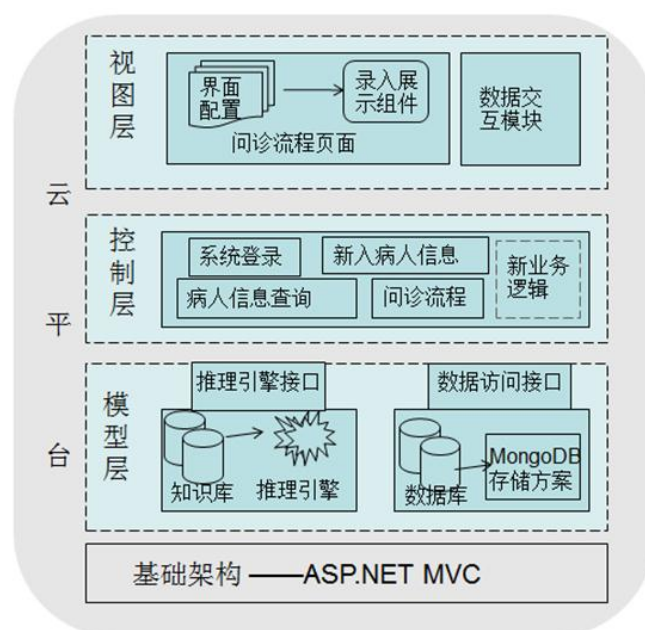 云
平
台
视
图
层
界面
配置
录入展
示组件
问诊流程页面
数据交
互模块
控
制
层
系统登录
新入病人信息
病人信息查询
问诊流程
新业务
逻辑
模
型
层
推理引擎接口
知识库
推理引擎
数据访问接口
数据库
MongoDB
存储方案
基础架构 ——ASP.NET MVC